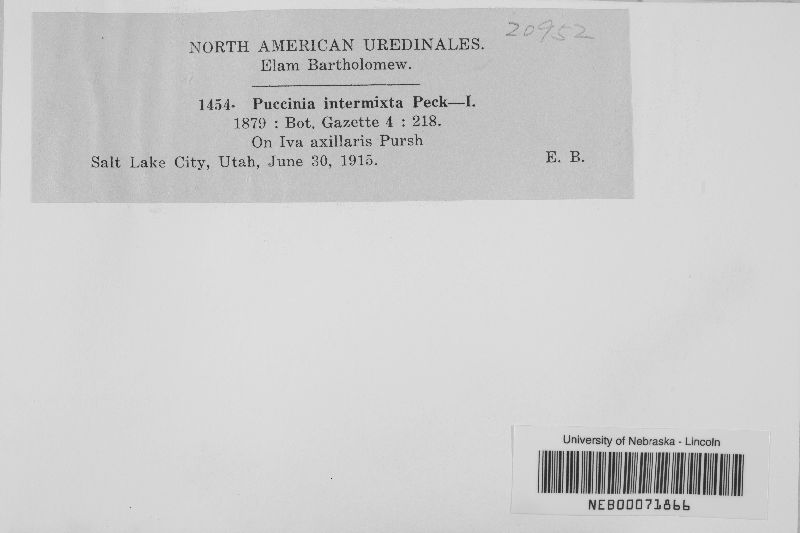 20952
NORTH AMERICAN UREDINALES.
Elam Bartholomew.
1454. Puccinia intermixta Peck—I.
1879 : Bot. Gazette 4 : 218.
On Iva axillaris Pursh
Salt Lake City, Utah, June 30, 1915. E. B.
University of Nebraska - Lincoln
NEB00071866